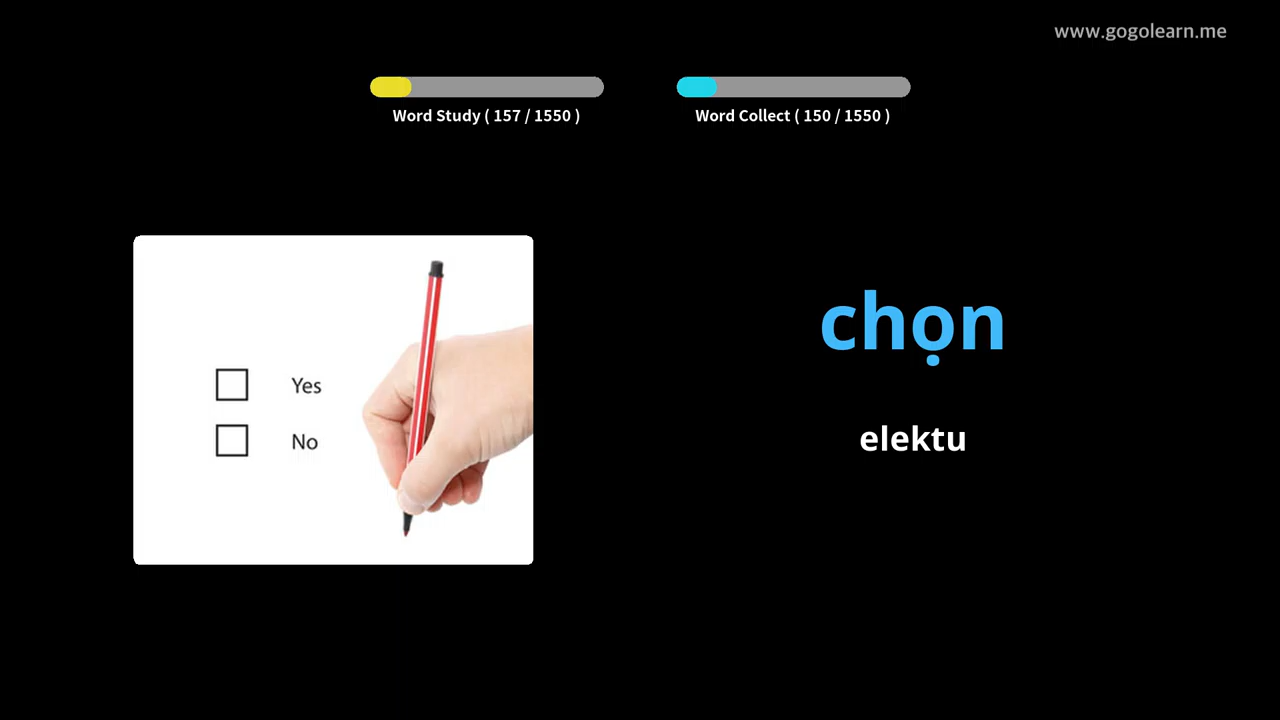 www.gogolearn.me
Word Study ( 157 / 1550 )
Word Collect ( 150 / 1550 )
Yes
No
chọn
elektu